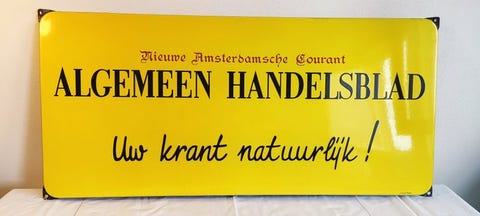 Nieuwe Amsterdamsche Courant
ALGEMEEN HANDELSBLAD
Uw krant natuurlijk!